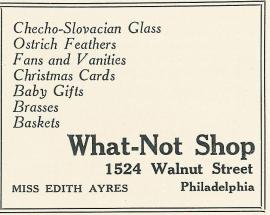 Checho-Slovacian Glass
Ostrich Feathers
Fans and Vanities
Christmas Cards
Baby Gifts
Brasses
Baskets
What-Not Shop
1524 Walnut Street
MISS EDITH AYRES Philadelphia